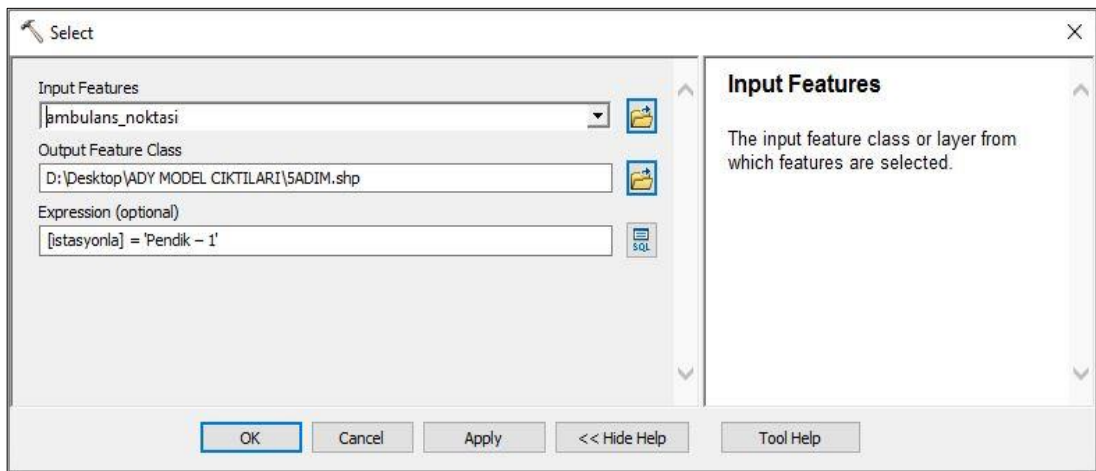 Select
Input Features
ambulans_noktasi
Output Feature Class
D:\Desktop\ADY MODEL CIKTILARI\5ADIM.shp
Expression (optional)
[istasyonla] = 'Pendik – 1'
SQL
OK
Cancel
Apply
<< Hide Help
Tool Help
Input Features
The input feature class or layer from
which features are selected.